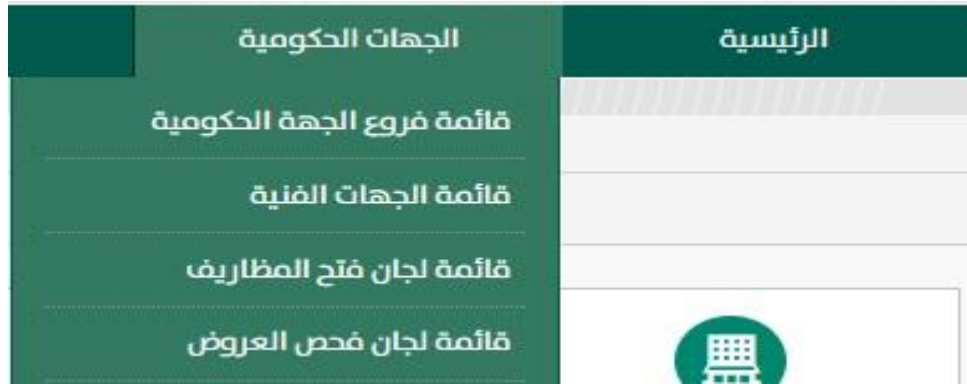 الرئيسية
الجهات الحكومية
قائمة فروع الجهة الحكومية
قائمة الجهات الفنية
قائمة لجان فتح المظاريف
قائمة لجان فحص العروض